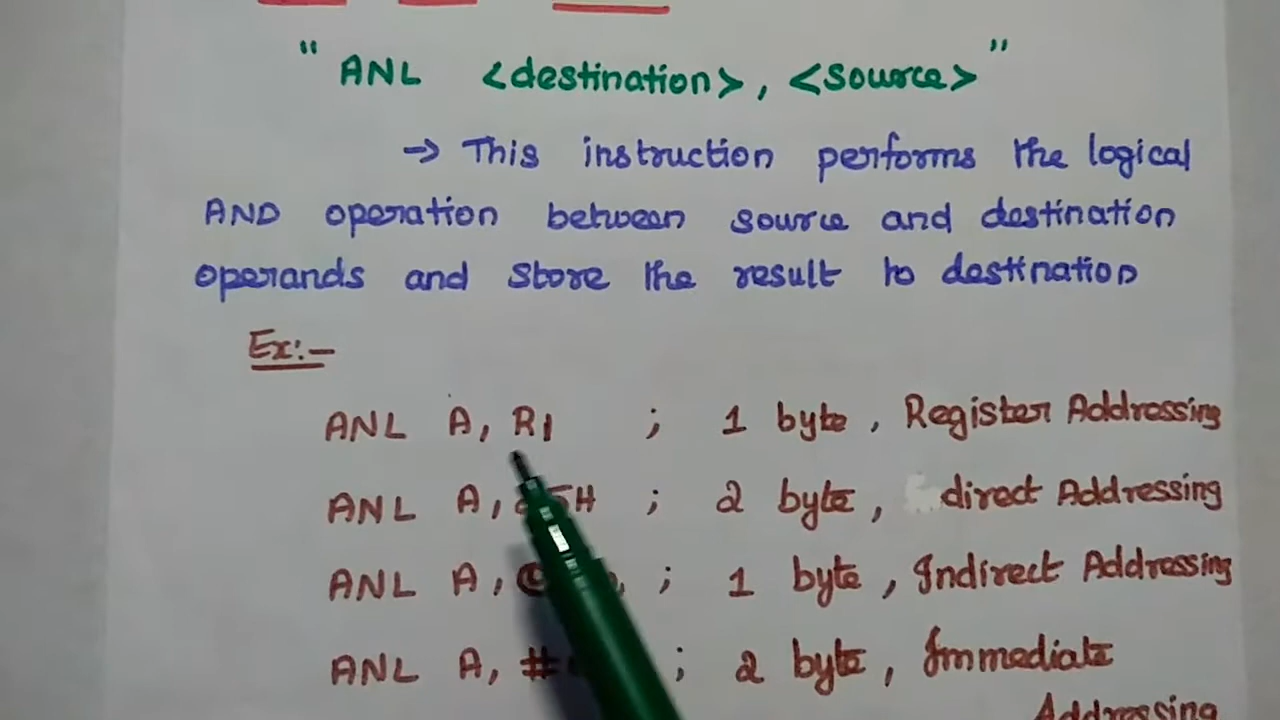 " ANL <destination>, <source> "
→ This instruction performs the logical
AND operation between source and destination
operands and store the result to destination
Ex:-
ANL A, R1 ; 1 byte, Register Addressing
ANL A, ; 2 byte, direct Addressing
ANL A, ; 1 byte, Indirect Addressing
ANL A, # ; 2 byte, Immediate
Addressing